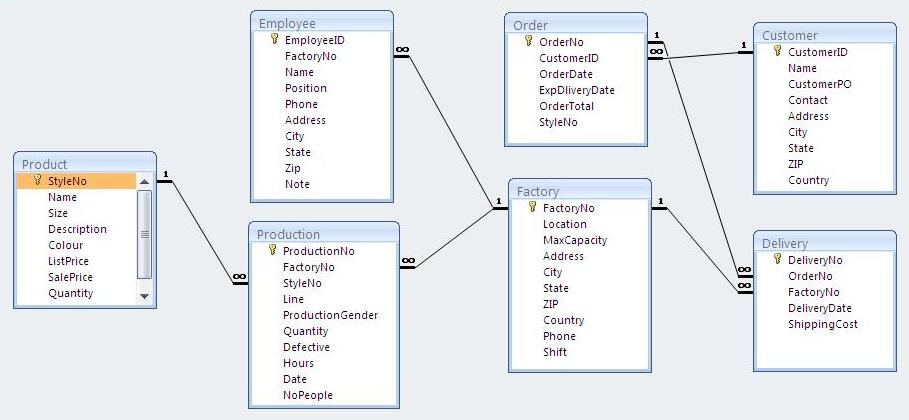 Employee
EmployeeID
FactoryNo
Name
Position
Phone
Address
City
State
Zip
Note
Order
OrderNo
CustomerID
OrderDate
ExpDliveryDate
OrderTotal
StyleNo
Customer
CustomerID
Name
CustomerPO
Contact
Address
City
State
ZIP
Country
Product
StyleNo
Name
Size
Description
Colour
ListPrice
SalePrice
Quantity
Production
ProductionNo
FactoryNo
StyleNo
Line
ProductionGender
Quantity
Defective
Hours
Date
NoPeople
Factory
FactoryNo
Location
MaxCapacity
Address
City
State
ZIP
Country
Phone
Shift
Delivery
DeliveryNo
OrderNo
FactoryNo
DeliveryDate
ShippingCost
1
∞
∞
1
∞
1
∞
1
1
1
∞
∞